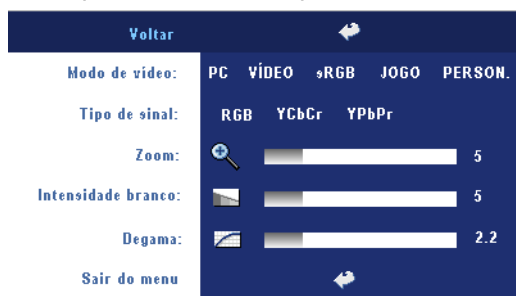 Voltar
Modo de vídeo: PC VÍDEO sRGB JOGO PERSON.
Tipo de sinal: RGB YCbCr YPbPr
Zoom: 5
Intensidade branco: 5
Degama: 2.2
Sair do menu